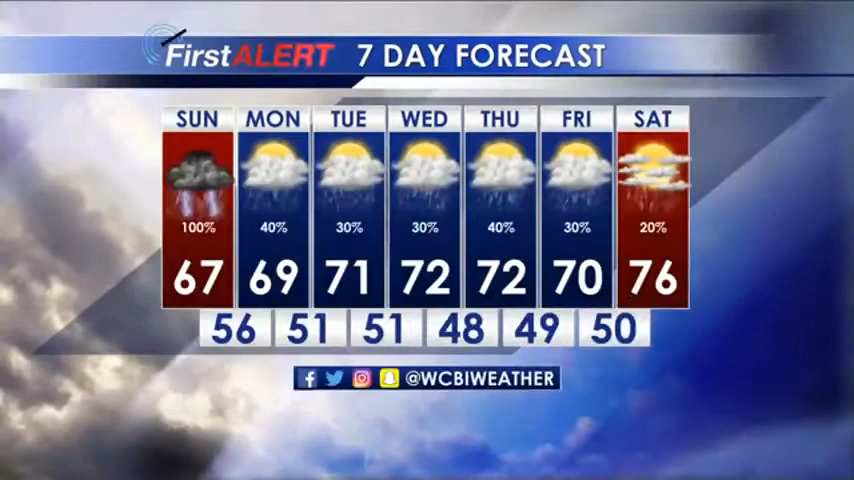 FirstALERT 7 DAY FORECAST
SUN MON TUE WED THU FRI SAT
100% 40% 30% 30% 40% 30% 20%
67 69 71 72 72 70 76
56 51 51 48 49 50
@WCBIWEATHER